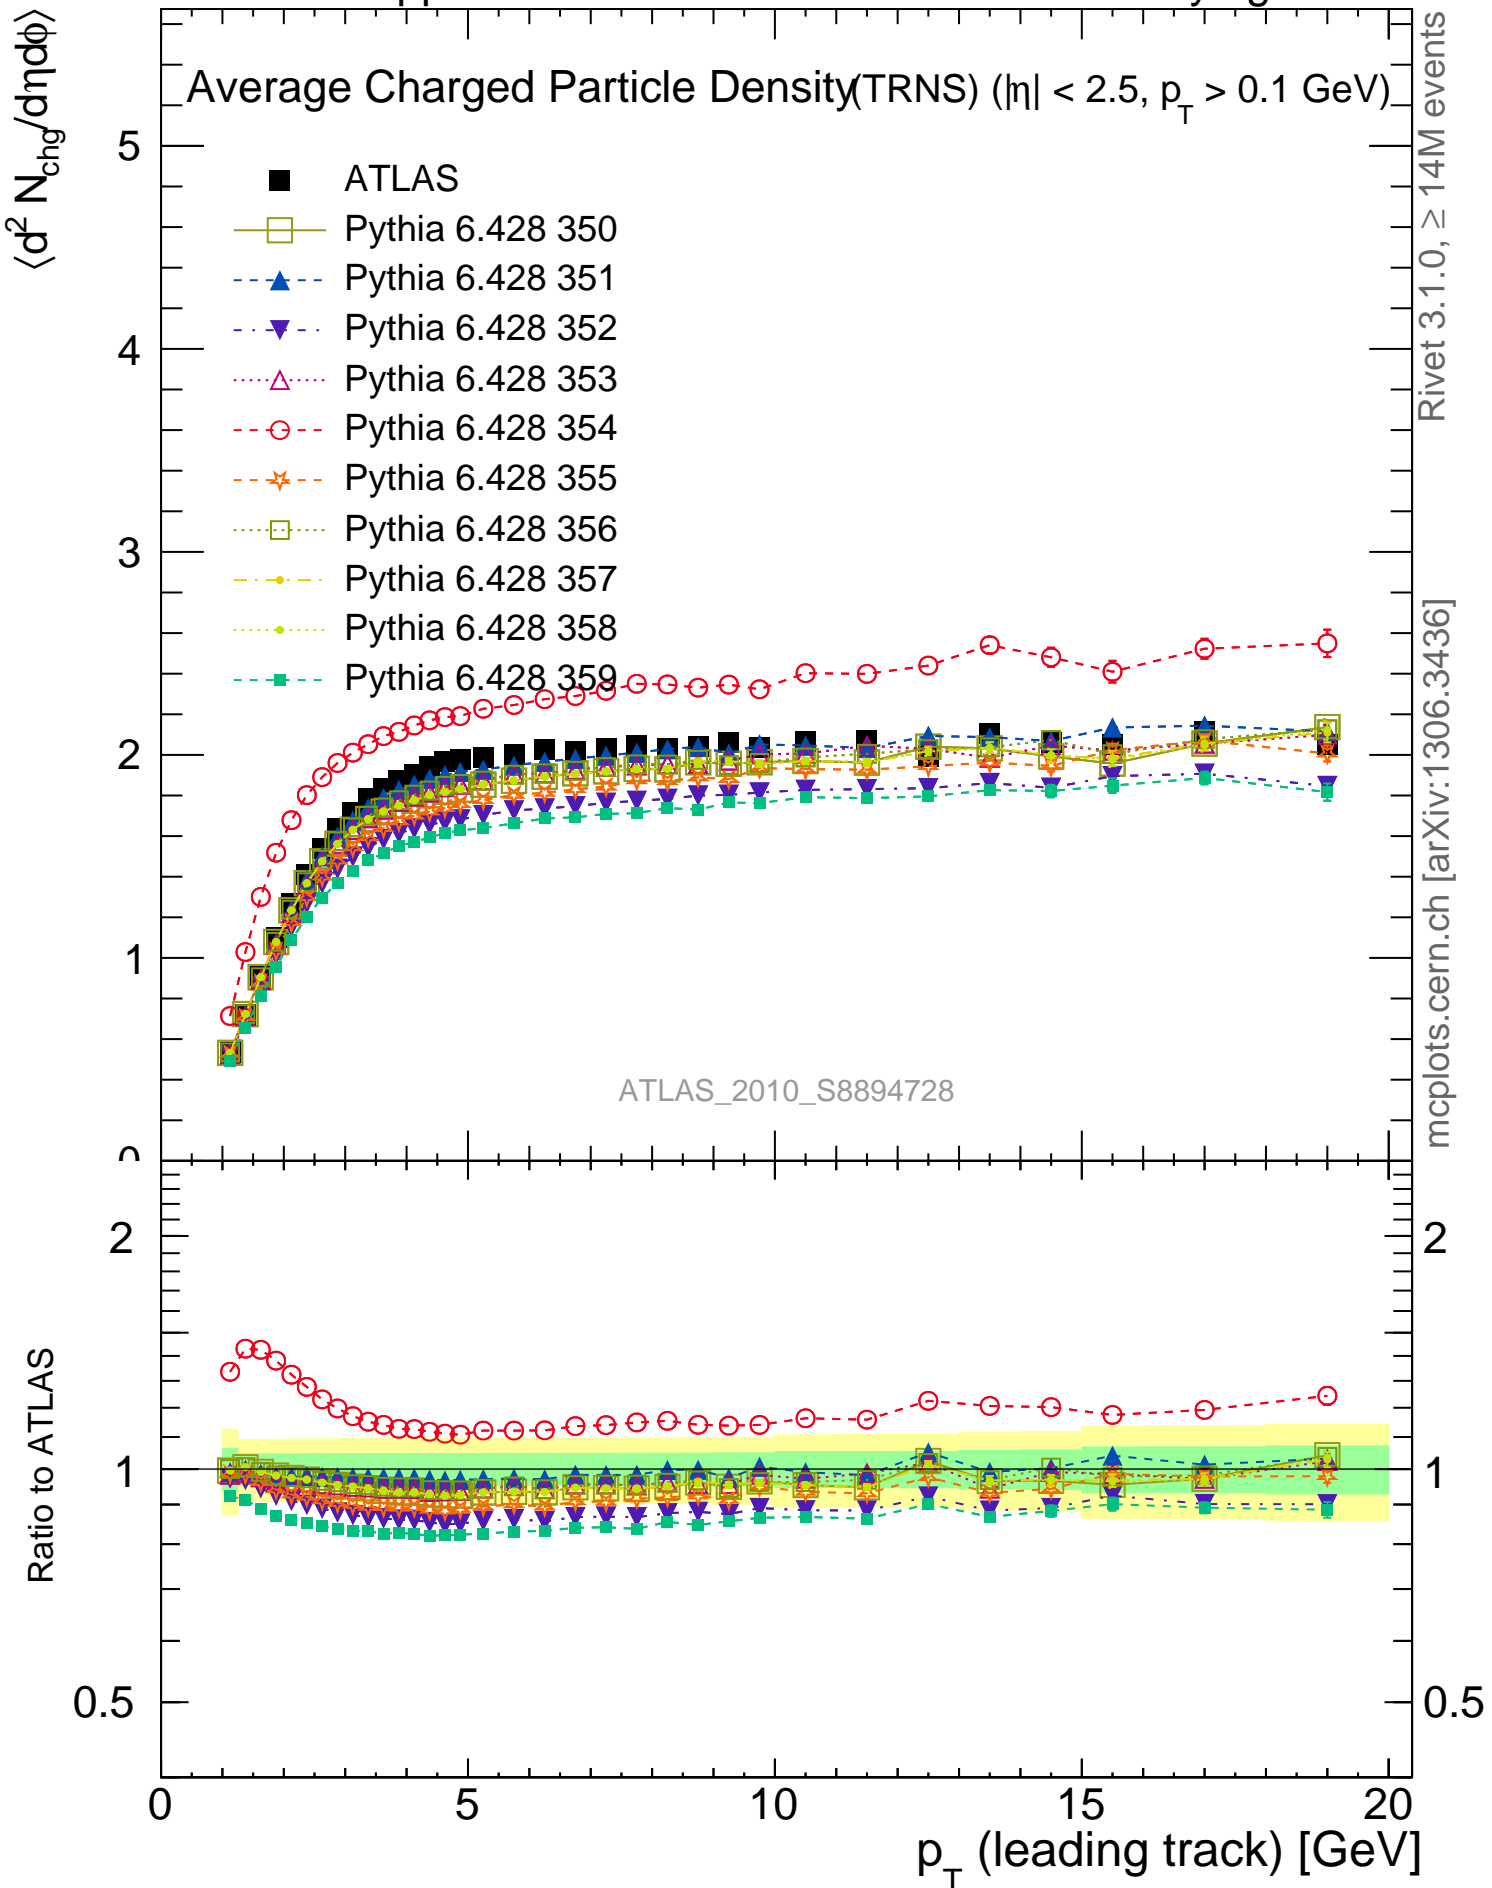 Average Charged Particle Density(TRNS) (|η| < 2.5, pT > 0.1 GeV)
⟨d² Nchg/dηdϕ⟩
5
4
3
2
1
0
ATLAS
Pythia 6.428 350
Pythia 6.428 351
Pythia 6.428 352
Pythia 6.428 353
Pythia 6.428 354
Pythia 6.428 355
Pythia 6.428 356
Pythia 6.428 357
Pythia 6.428 358
Pythia 6.428 359
ATLAS_2010_S8894728
Rivet 3.1.0, ≥ 14M events
mcplots.cern.ch [arXiv:1306.3436]
Ratio to ATLAS
2
1
0.5
2
1
0.5
0 5 10 15 20
pT (leading track) [GeV]